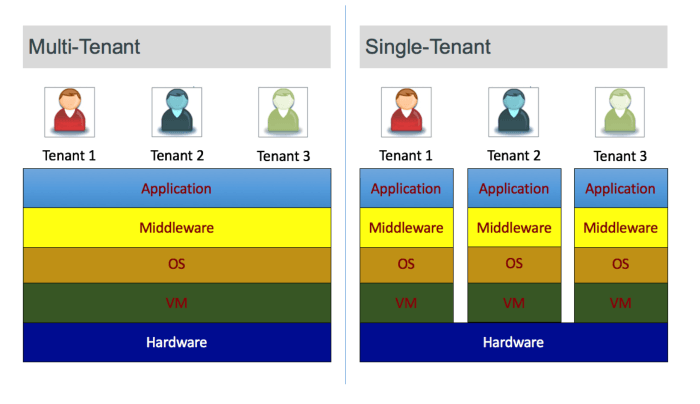 Multi-Tenant
Tenant 1 Tenant 2 Tenant 3
Application
Middleware
OS
VM
Hardware
Single-Tenant
Tenant 1 Tenant 2 Tenant 3
Application Application Application
Middleware Middleware Middleware
OS OS OS
VM VM VM
Hardware